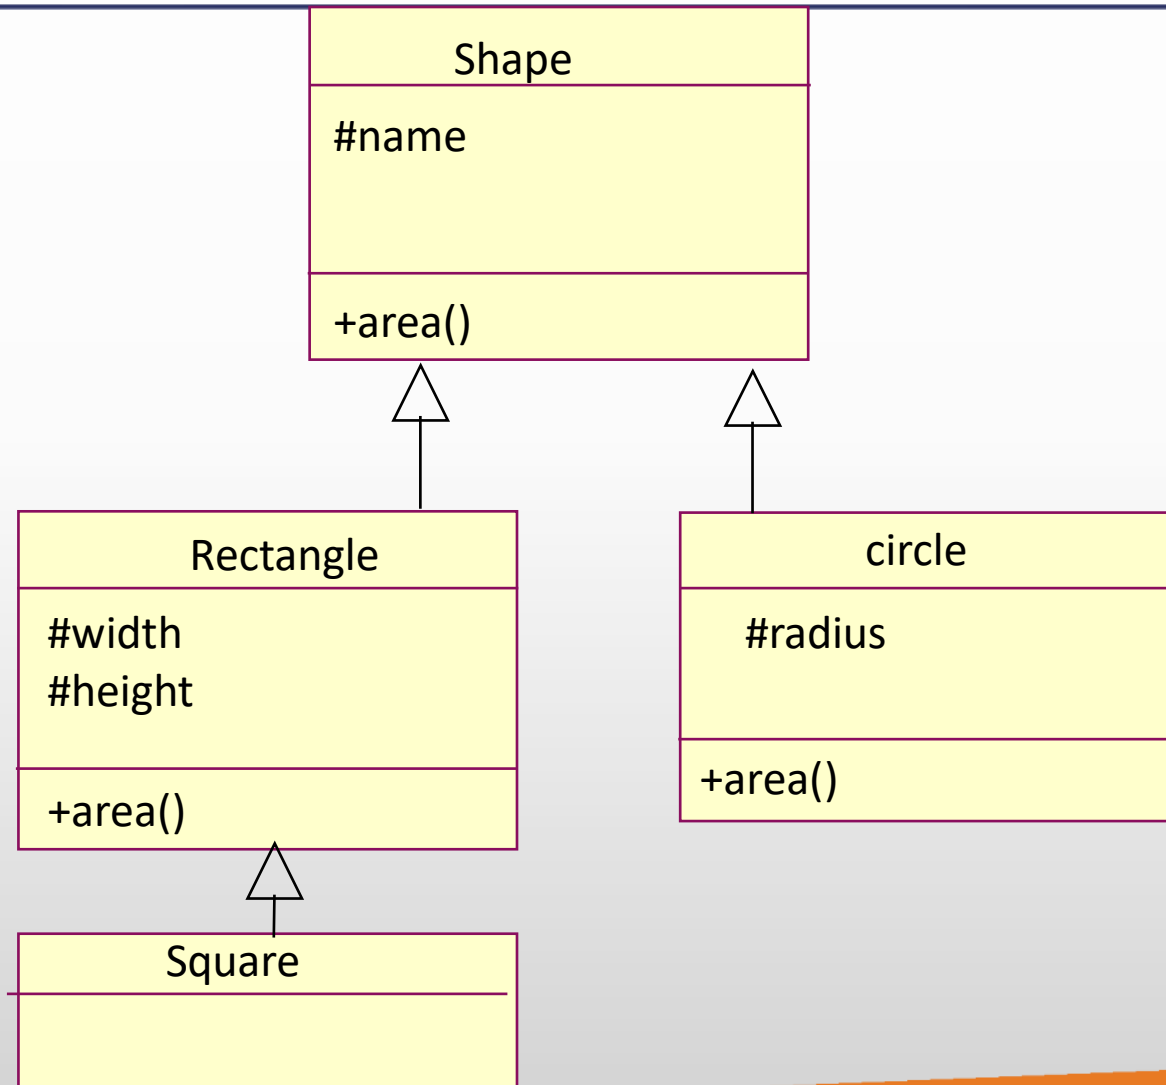 Shape
#name
+area()
Rectangle
#width
#height
+area()
circle
#radius
+area()
Square